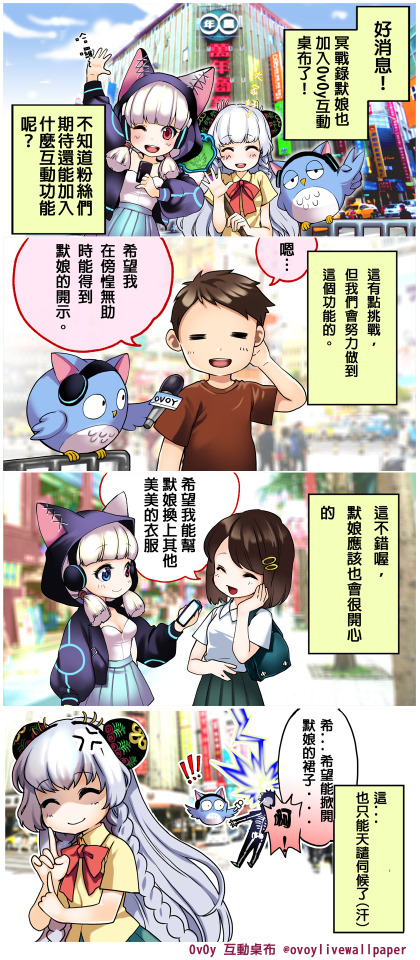 好消息！
冥戰錄默娘也
加入OvOy互動
桌布了！
不知道粉絲們
期待還能加入
什麼互動功能
呢？
嗯…
希望我
在傍惶無助
時能得到
默娘的開示。
這有點挑戰，
但我們會努力做到
這個功能的。
OVOY
希望我能幫
默娘換上其他
美美的衣服
這不錯喔，
默娘應該也會很開心
的
希...希望能掀開
默娘的裙子....
啊！
!!!
這...
也只能天譴伺候了(汗)
OvOy 互動桌布 @ovoylivewallpaper